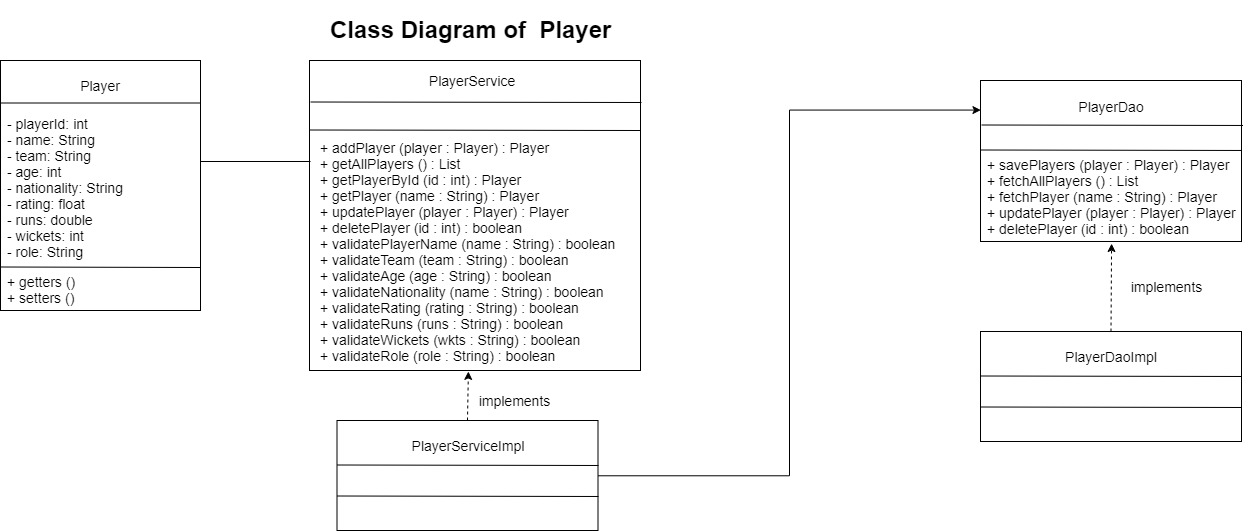 Class Diagram of  Player
Player
- playerId: int
- name: String
- team: String
- age: int
- nationality: String
- rating: float
- runs: double
- wickets: int
- role: String
+ getters ()
+ setters ()
PlayerService
+ addPlayer (player : Player) : Player
+ getAllPlayers () : List
+ getPlayerById (id : int) : Player
+ getPlayer (name : String) : Player
+ updatePlayer (player : Player) : Player
+ deletePlayer (id : int) : boolean
+ validatePlayerName (name : String) : boolean
+ validateTeam (team : String) : boolean
+ validateAge (age : String) : boolean
+ validateNationality (name : String) : boolean
+ validateRating (rating : String) : boolean
+ validateRuns (runs : String) : boolean
+ validateWickets (wkts : String) : boolean
+ validateRole (role : String) : boolean
implements
PlayerServiceImpl
PlayerDao
+ savePlayers (player : Player) : Player
+ fetchAllPlayers () : List
+ fetchPlayer (name : String) : Player
+ updatePlayer (player : Player) : Player
+ deletePlayer (id : int) : boolean
implements
PlayerDaoImpl